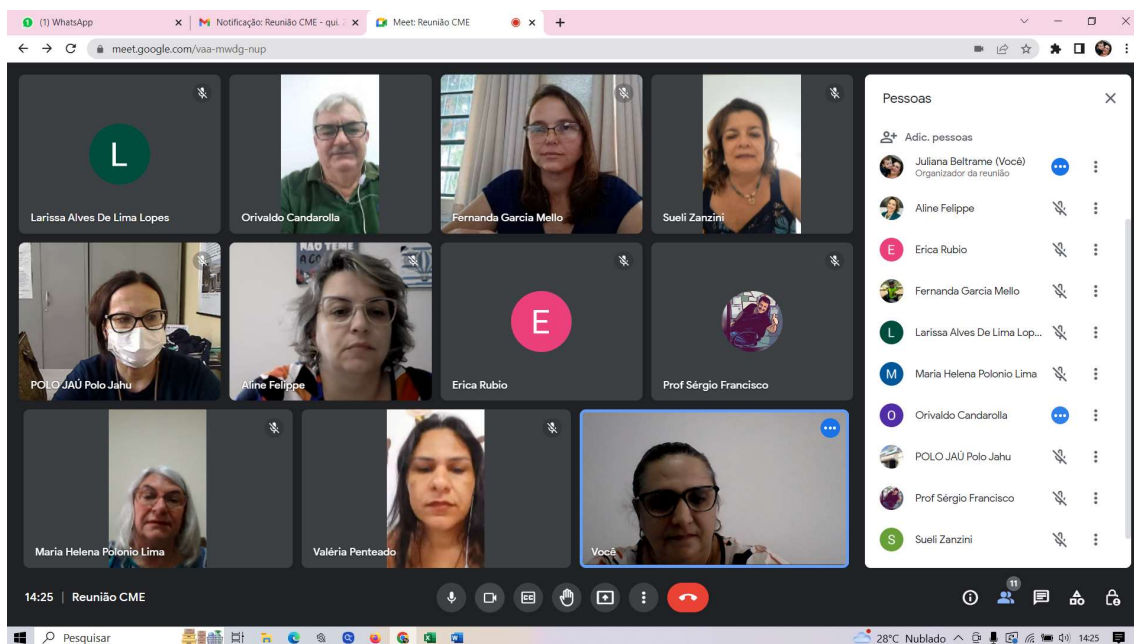 (1) WhatsApp
Notificação: Reunião CME - qui.
Meet: Reunião CME
meet.google.com/vaa-mwdg-nup
L
Larissa Alves De Lima Lopes
Orivaldo Candarolla
Fernanda Garcia Mello
Sueli Zanzini
POLO JAÚ Polo Jahu
NÃO TEME
Aline Felippe
E
Erica Rubio
Prof Sérgio Francisco
Maria Helena Polonio Lima
Valéria Penteado
Você
Pessoas
Adic. pessoas
Juliana Beltrame (Você)
Organizador da reunião
Aline Felippe
E Erica Rubio
Fernanda Garcia Mello
L Larissa Alves De Lima Lop...
M Maria Helena Polonio Lima
O Orivaldo Candarolla
POLO JAÚ Polo Jahu
Prof Sérgio Francisco
S Sueli Zanzini
14:25 | Reunião CME
11
Pesquisar
28°C Nublado
14:25